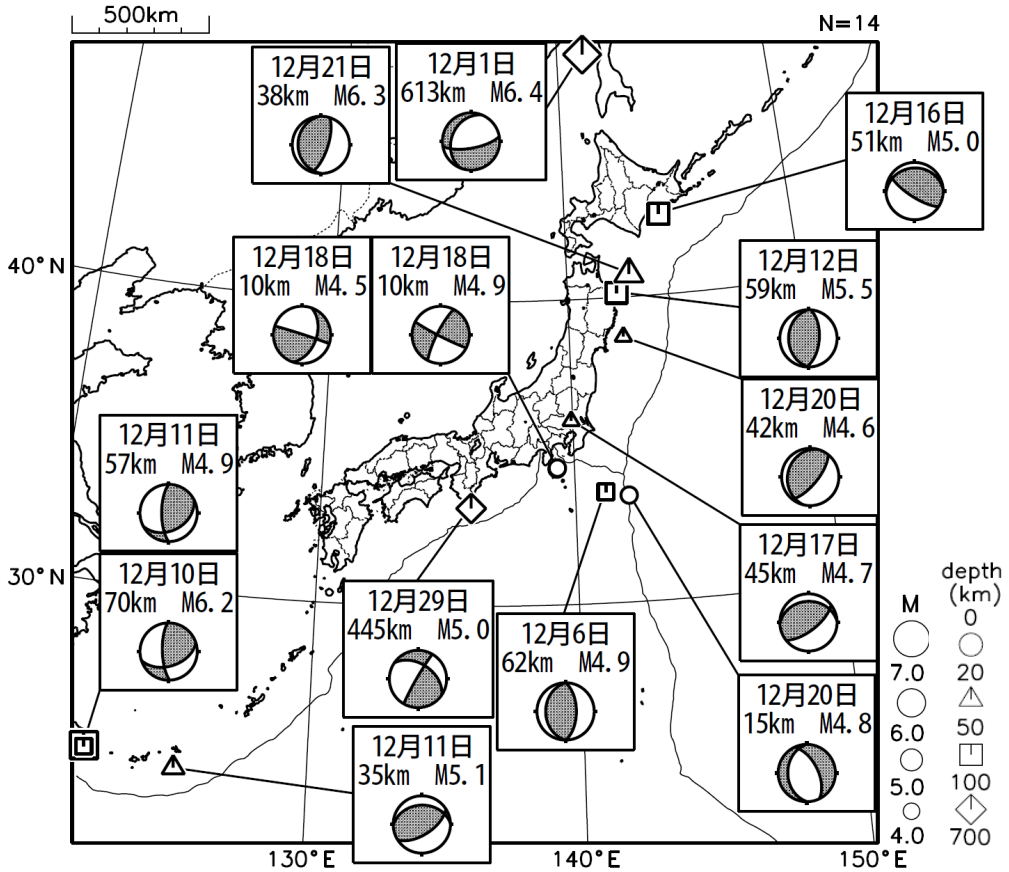 500km
N=14
12月21日
38km M6.3
12月1日
613km M6.4
12月16日
51km M5.0
12月18日
10km M4.5
12月18日
10km M4.9
12月12日
59km M5.5
40°N
12月20日
42km M4.6
12月11日
57km M4.9
12月17日
45km M4.7
12月10日
70km M6.2
30°N
12月29日
445km M5.0
12月6日
62km M4.9
12月20日
15km M4.8
12月11日
35km M5.1
M
7.0
6.0
5.0
4.0
depth
(km)
0
20
50
100
700
130°E
140°E
150°E